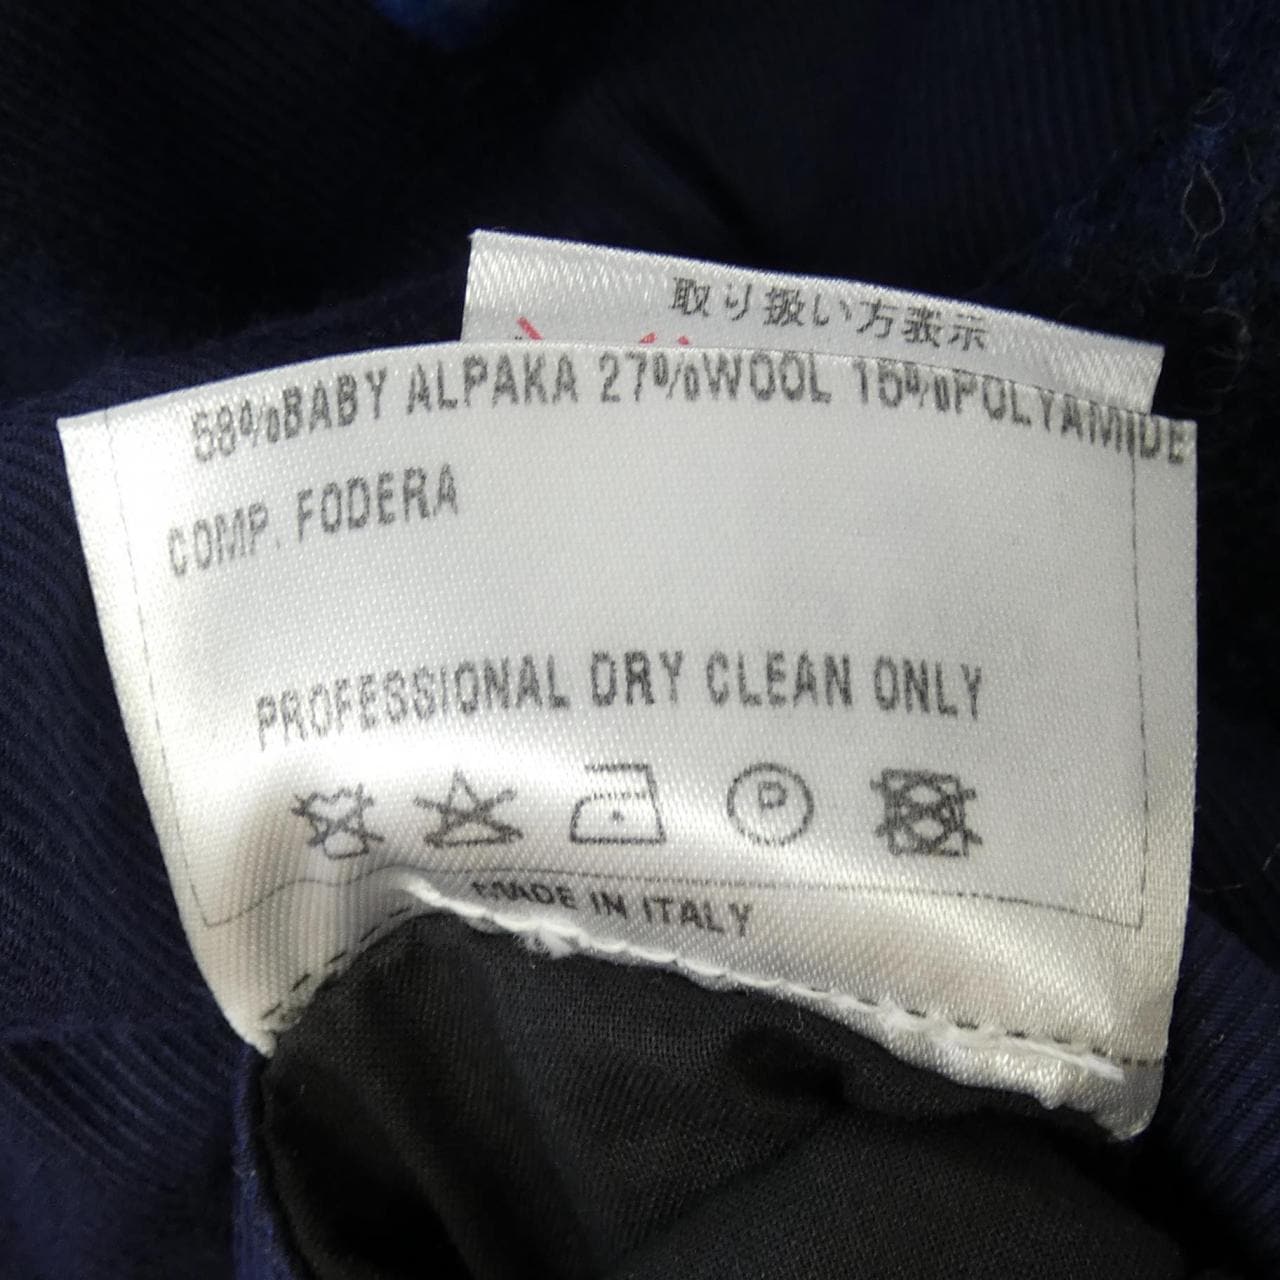 取り扱い方表示
58%BABY ALPAKA 27%WOOL 15%POLYAMIDE
COMP. FODERA
PROFESSIONAL DRY CLEAN ONLY
P
MADE IN ITALY